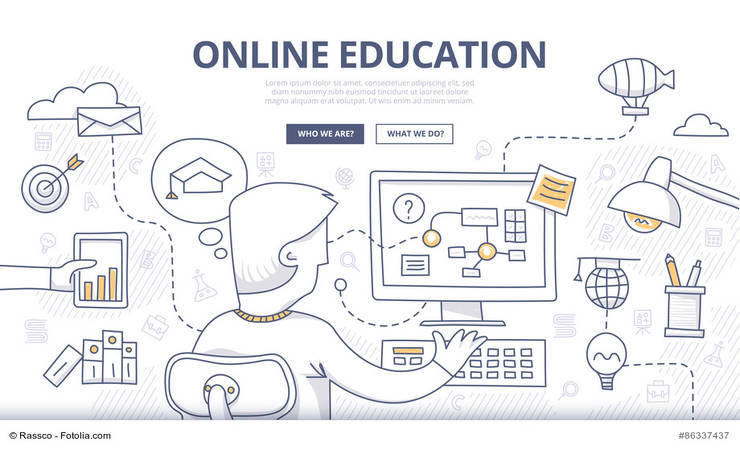 ONLINE EDUCATION
Lorem ipsum dolor sit amet, consectetuer adipiscing elit, sed
diam nonummy nibh euismod tincidunt ut laoreet dolore
magna aliquam erat volutpat. Ut wisi enim ad minim veniam.
WHO WE ARE?
WHAT WE DO?
?
© Rassco - Fotolia.com
#86337437